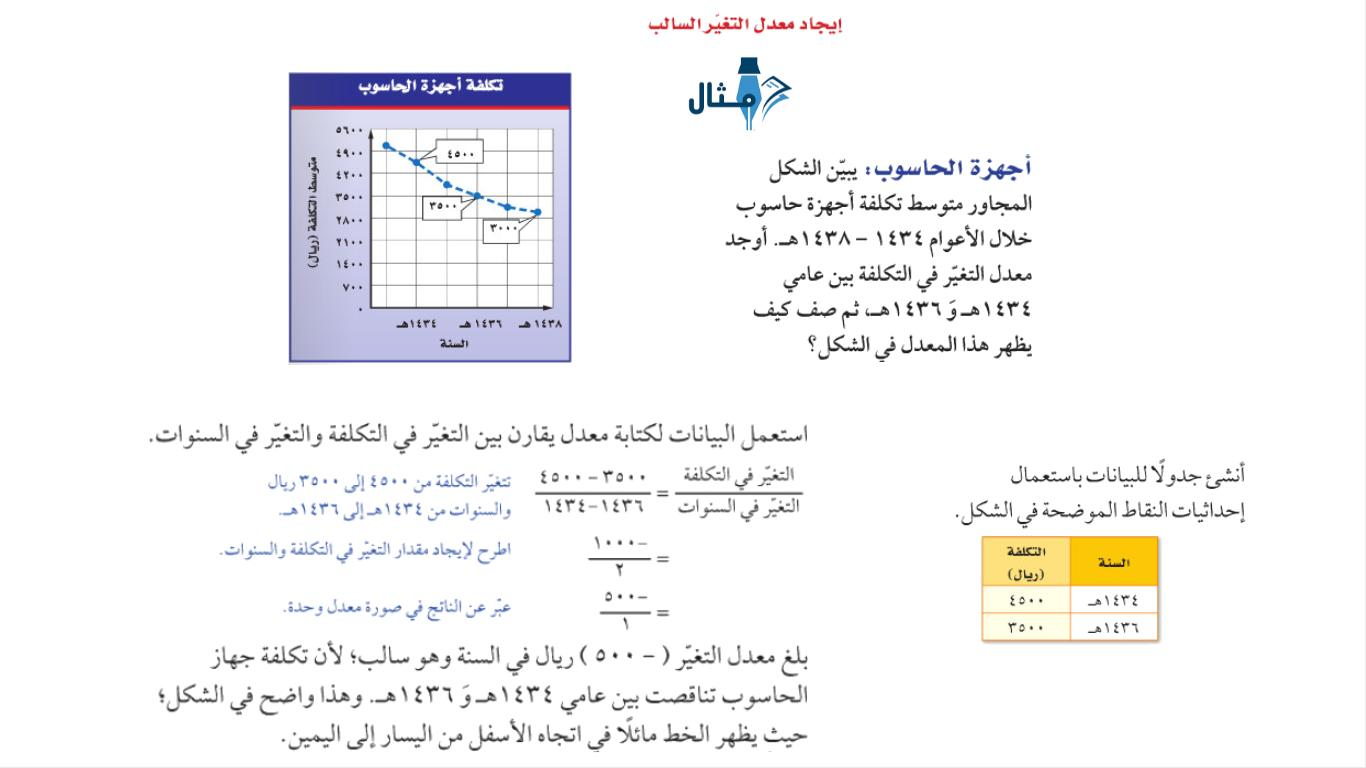 إيجاد معدل التغيّر السالب
مثال
أجهزة الحاسوب: يبيّن الشكل
المجاور متوسط تكلفة أجهزة حاسوب
خلال الأعوام ١٤٣٤ – ١٤٣٨هـ. أوجد
معدل التغيّر في التكلفة بين عامي
١٤٣٤هـ وَ ١٤٣٦هـ، ثم صف كيف
يظهر هذا المعدل في الشكل؟
تكلفة أجهزة الحاسوب
متوسط التكلفة (ريال)
٥٦٠٠
٤٩٠٠
٤٢٠٠
٣٥٠٠
٢٨٠٠
٢١٠٠
١٤٠٠
٧٠٠
٠
٤٥٠٠
٣٥٠٠
٣٠٠٠
١٤٣٤هـ ١٤٣٦هـ ١٤٣٨هـ
السنة
أنشئ جدولًا للبيانات باستعمال
إحداثيات النقاط الموضحة في الشكل.
السنة التكلفة (ريال)
١٤٣٤هـ ٤٥٠٠
١٤٣٦هـ ٣٥٠٠
استعمل البيانات لكتابة معدل يقارن بين التغيّر في التكلفة والتغيّر في السنوات.
التغيّر في التكلفة
التغيّر في السنوات
= ٣٥٠٠ – ٤٥٠٠
١٤٣٦–١٤٣٤
تتغيّر التكلفة من ٤٥٠٠ إلى ٣٥٠٠ ريال
والسنوات من ١٤٣٤هـ إلى ١٤٣٦هـ.
= –١٠٠٠
٢
اطرح لإيجاد مقدار التغيّر في التكلفة والسنوات.
= –٥٠٠
١
عبّر عن الناتج في صورة معدل وحدة.
بلغ معدل التغيّر ( – ٥٠٠ ) ريال في السنة وهو سالب؛ لأن تكلفة جهاز
الحاسوب تناقصت بين عامي ١٤٣٤هـ وَ ١٤٣٦هـ. وهذا واضح في الشكل؛
حيث يظهر الخط مائلًا في اتجاه الأسفل من اليسار إلى اليمين.